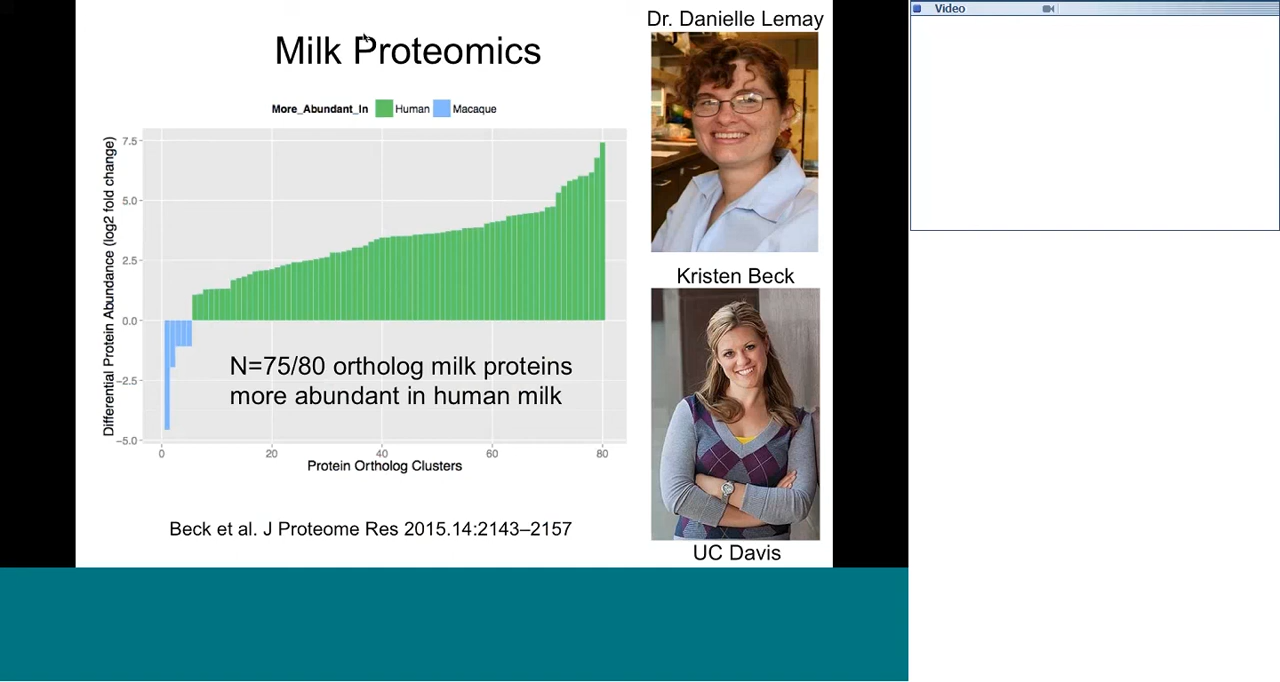 Dr. Danielle Lemay
Video
Milk Proteomics
More_Abundant_In Human Macaque
Differential Protein Abundance (log2 fold change)
7.5
5.0
2.5
0.0
−2.5
−5.0
N=75/80 ortholog milk proteins
more abundant in human milk
0 20 40 60 80
Protein Ortholog Clusters
Beck et al. J Proteome Res 2015.14:2143–2157
Kristen Beck
UC Davis